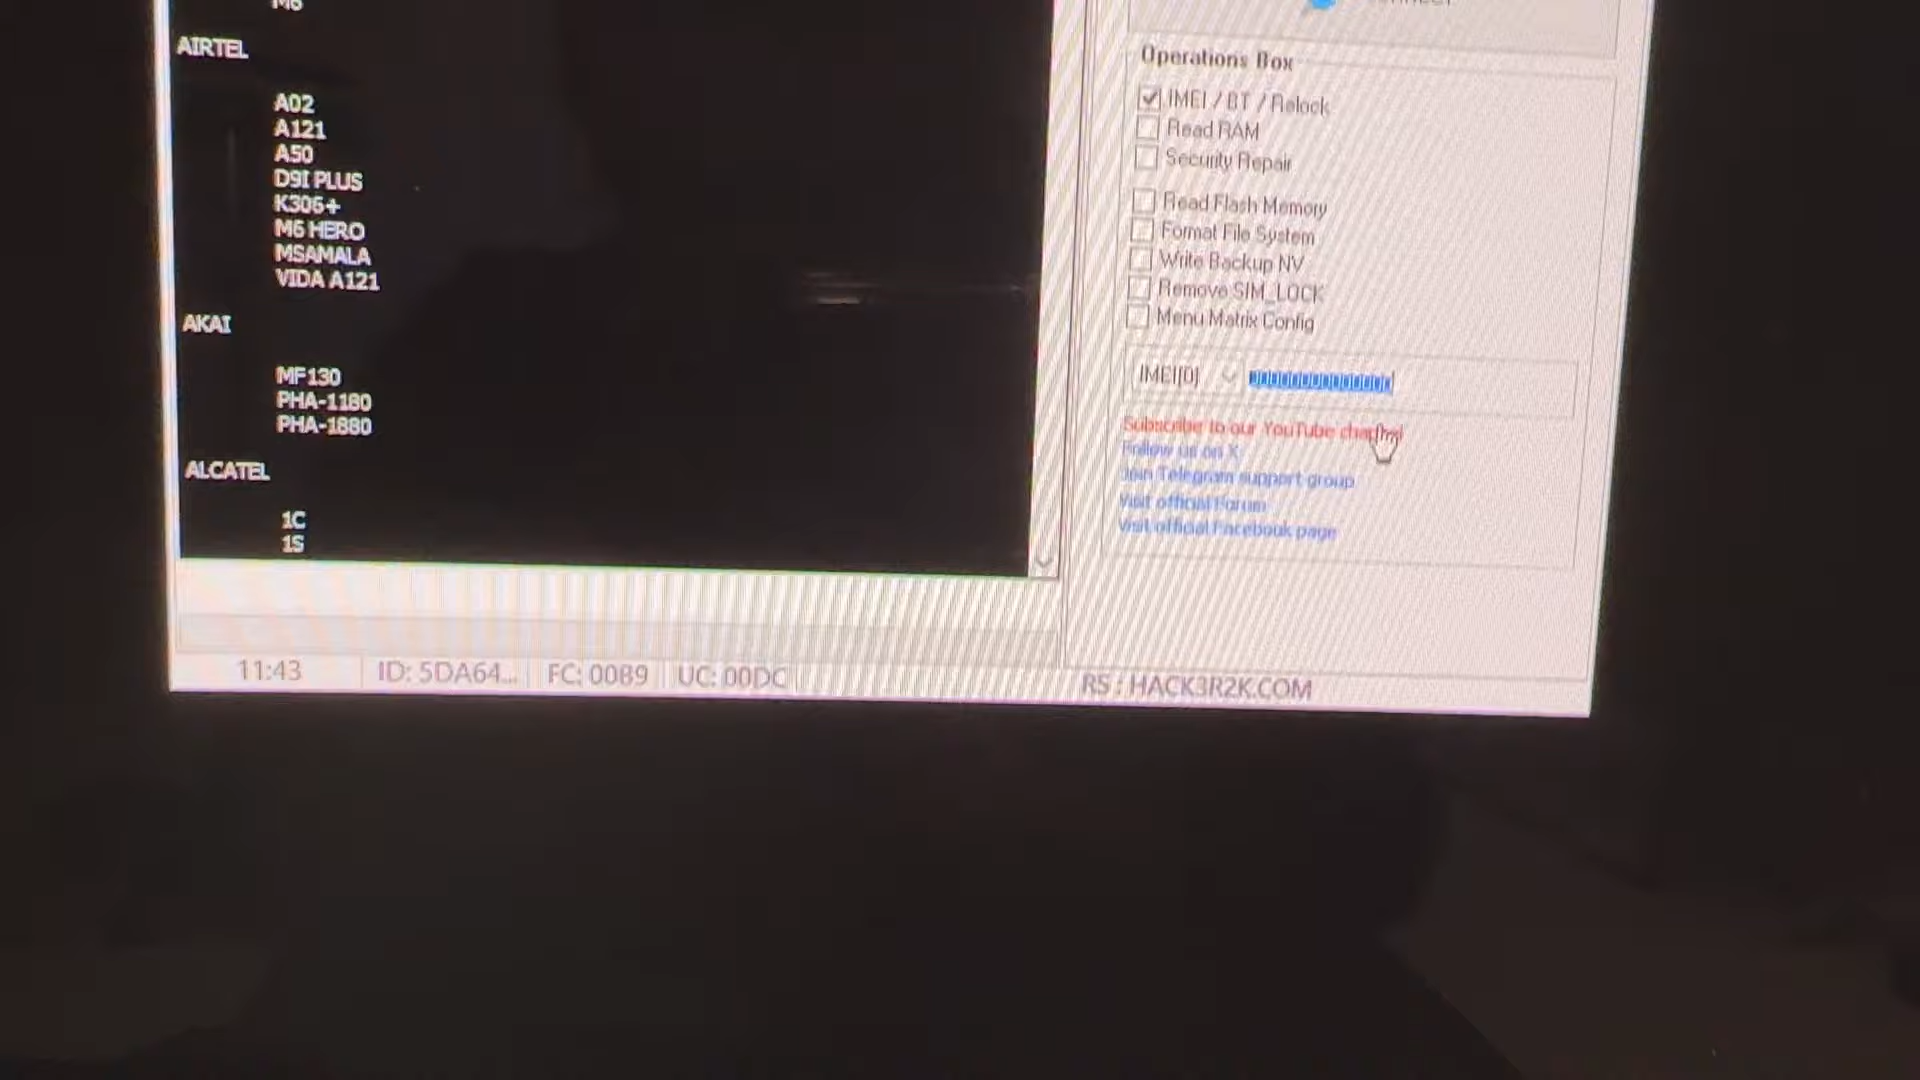 M6
AIRTEL
A02
A121
A50
D9I PLUS
K306+
M6 HERO
MSAMALA
VIDA A121
AKAI
MF130
PHA-1180
PHA-1880
ALCATEL
1C
1S
Operations Box
IMEI / BT / Relock
Read RAM
Security Repair
Read Flash Memory
Format File System
Write Backup NV
Remove SIM_LOCK
Menu Matrix Config
IMEI[0]
Subscribe to our YouTube channel
Follow us on X
Join Telegram support group
Visit official Forum
Visit official Facebook page
11:43 ID: 5DA64... FC: 00B9 UC: 00DC RS : HACK3R2K.COM